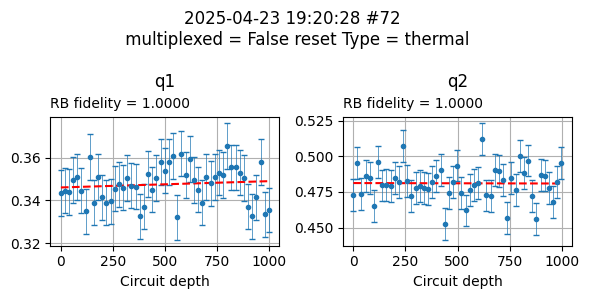 2025-04-23 19:20:28 #72
multiplexed = False reset Type = thermal
q1
RB fidelity = 1.0000
0.36
0.34
0.32
0 250 500 750 1000
Circuit depth
q2
RB fidelity = 1.0000
0.525
0.500
0.475
0.450
0 250 500 750 1000
Circuit depth